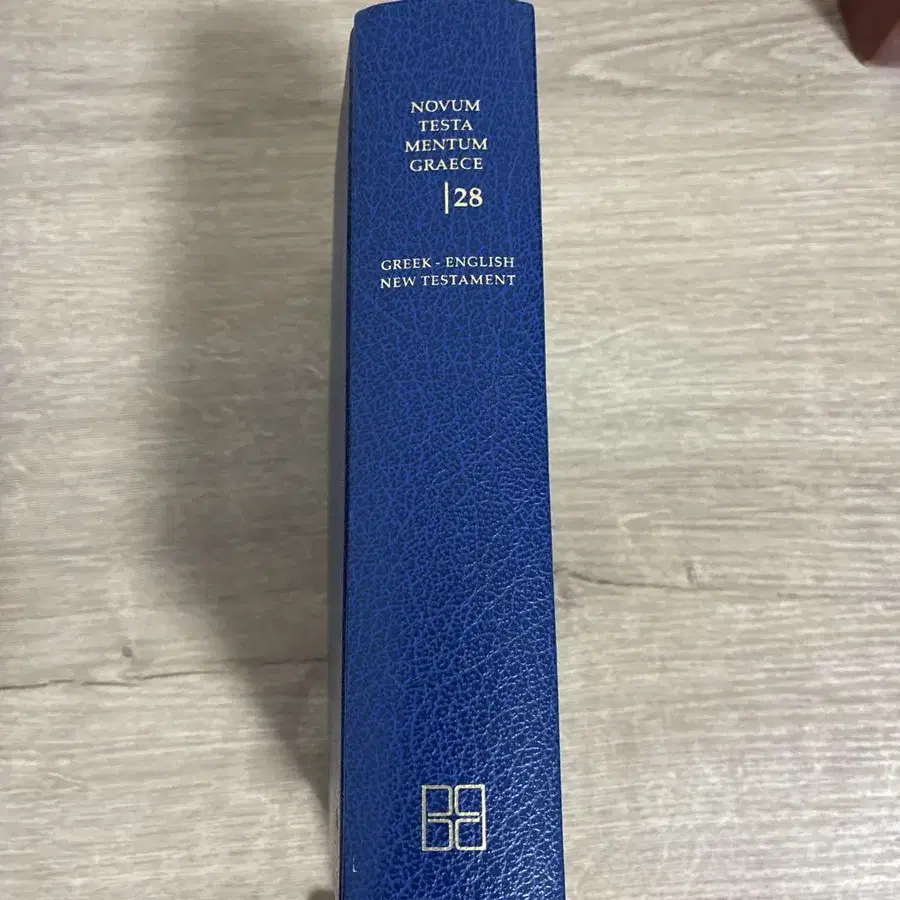 NOVUM
TESTA
MENTUM
GRAECE
|28
GREEK - ENGLISH
NEW TESTAMENT